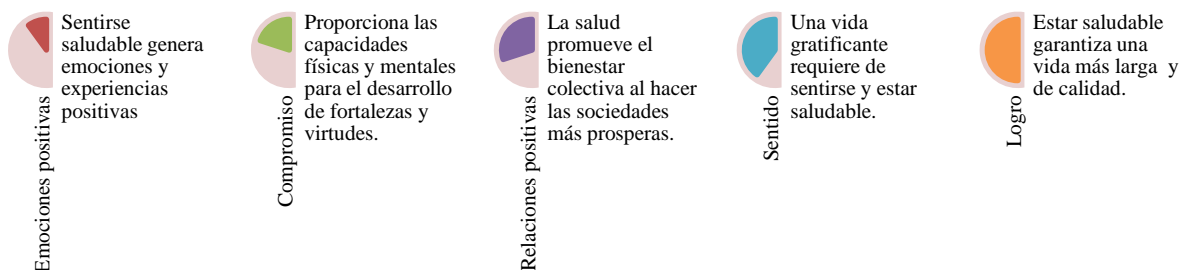 Sentirse
saludable genera
emociones y
experiencias
positivas
Emociones positivas
Proporciona las
capacidades
físicas y mentales
para el desarrollo
de fortalezas y
virtudes.
Compromiso
La salud
promueve el
bienestar
colectiva al hacer
las sociedades
más prosperas.
Relaciones positivas
Una vida
gratificante
requiere de
sentirse y estar
saludable.
Sentido
Estar saludable
garantiza una
vida más larga y
de calidad.
Logro